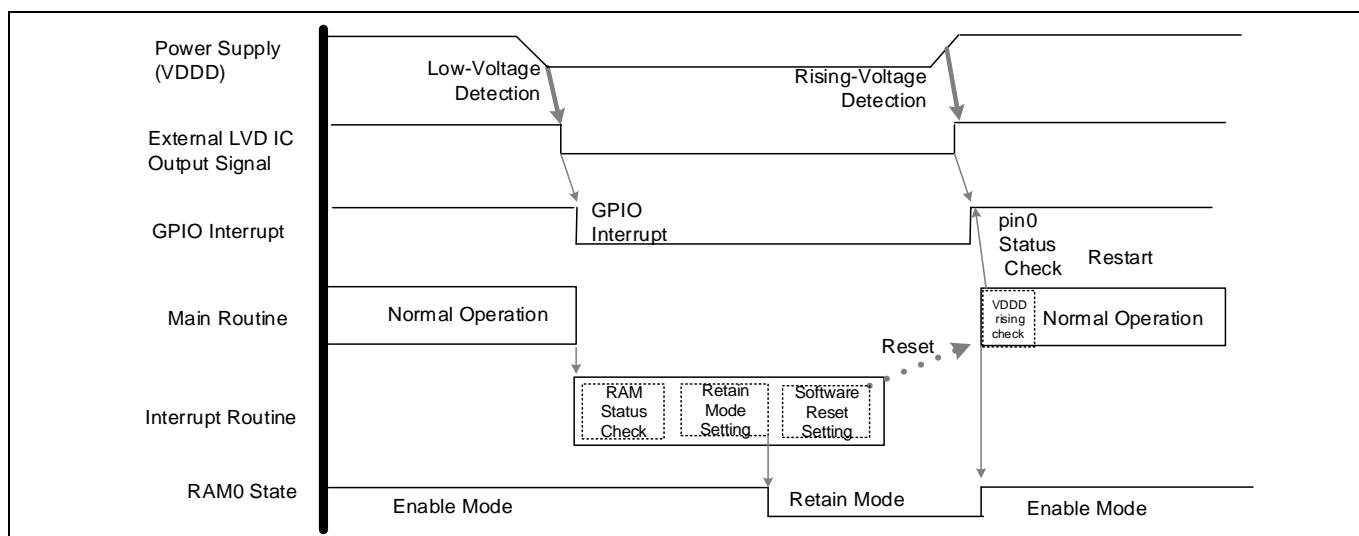 Power Supply
(VDDD)
Low-Voltage
Detection
Rising-Voltage
Detection
External LVD IC
Output Signal
GPIO Interrupt
GPIO
Interrupt
pin0
Status
Check
Restart
Main Routine
Normal Operation
VDDD
rising
check
Normal Operation
Reset
Interrupt Routine
RAM
Status
Check
Retain
Mode
Setting
Software
Reset
Setting
RAM0 State
Enable Mode
Retain Mode
Enable Mode